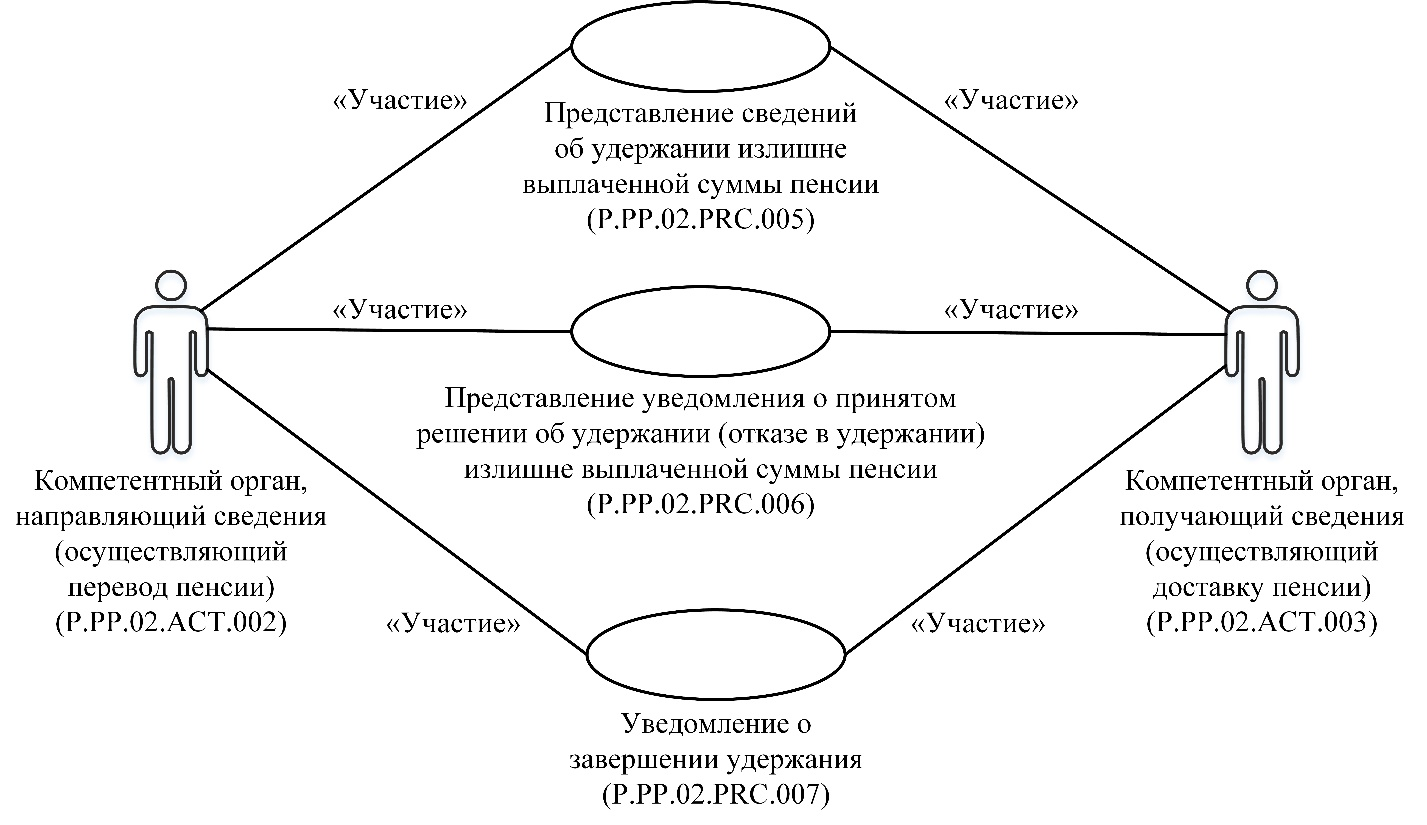 «Участие»
«Участие»
Представление сведений
об удержании излишне
выплаченной суммы пенсии
(P.PP.02.PRC.005)
«Участие»
«Участие»
Представление уведомления о принятом
решении об удержании (отказе в удержании)
излишне выплаченной суммы пенсии
(P.PP.02.PRC.006)
Компетентный орган,
направляющий сведения
(осуществляющий
перевод пенсии)
(P.PP.02.ACT.002)
Компетентный орган,
получающий сведения
(осуществляющий
доставку пенсии)
(P.PP.02.ACT.003)
«Участие»
«Участие»
Уведомление о
завершении удержания
(P.PP.02.PRC.007)